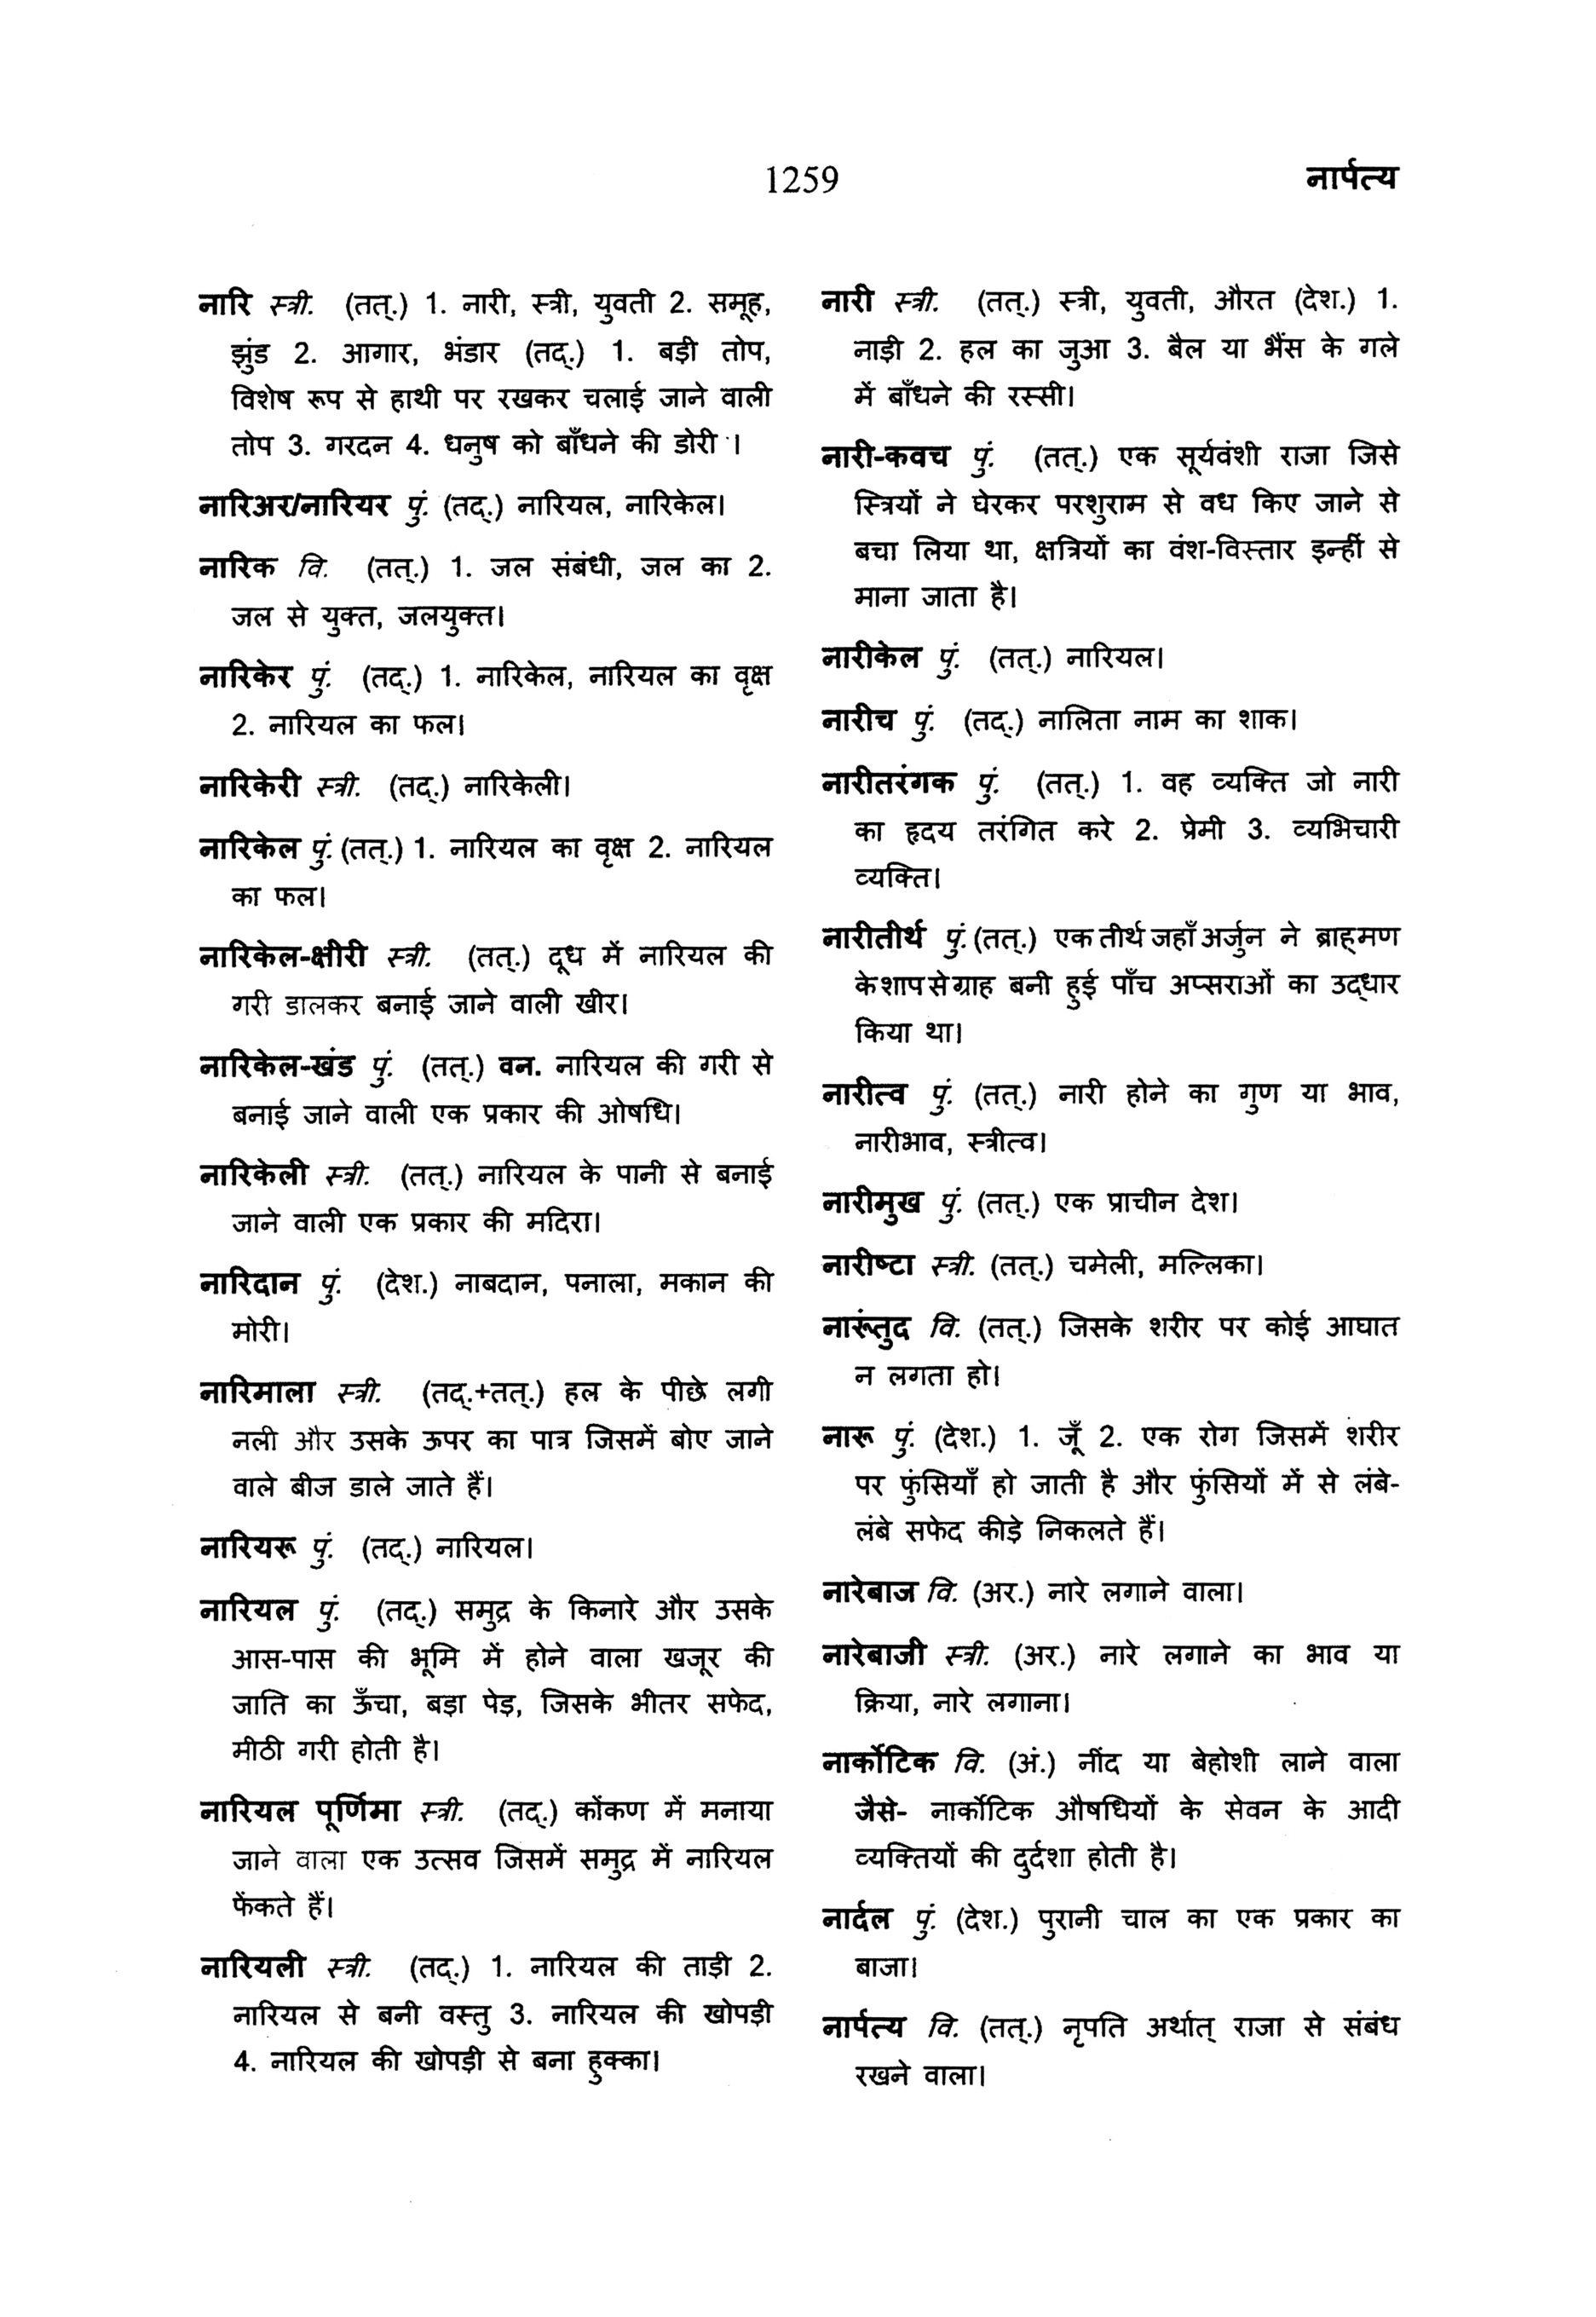 1259
नार्पत्य
नारि स्त्री. (तत्.) 1. नारी, स्त्री, युवती 2. समूह,
झुंड 2. आगार, भंडार (तद्.) 1. बड़ी तोप,
विशेष रूप से हाथी पर रखकर चलाई जाने वाली
तोप 3. गरदन 4. धनुष को बाँधने की डोरी ।
नारिअर/नारियर पुं. (तद्.) नारियल, नारिकेल।
नारिक वि. (तत्.) 1. जल संबंधी, जल का 2.
जल से युक्त, जलयुक्त।
नारिकेर पुं. (तद्.) 1. नारिकेल, नारियल का वृक्ष
2. नारियल का फल।
नारिकेरी स्त्री. (तद्.) नारिकेली।
नारिकेल पुं. (तत्.) 1. नारियल का वृक्ष 2. नारियल
का फल।
नारिकेल-क्षीरी स्त्री. (तत्.) दूध में नारियल की
गरी डालकर बनाई जाने वाली खीर।
नारिकेल-खंड पुं. (तत्.) वन. नारियल की गरी से
बनाई जाने वाली एक प्रकार की ओषधि।
नारिकेली स्त्री. (तत्.) नारियल के पानी से बनाई
जाने वाली एक प्रकार की मदिरा।
नारिदान पुं. (देश.) नाबदान, पनाला, मकान की
मोरी।
नारिमाला स्त्री. (तद्.+तत्.) हल के पीछे लगी
नली और उसके ऊपर का पात्र जिसमें बोए जाने
वाले बीज डाले जाते हैं।
नारियरू पुं. (तद्.) नारियल।
नारियल पुं. (तद्.) समुद्र के किनारे और उसके
आस-पास की भूमि में होने वाला खजूर की
जाति का ऊँचा, बड़ा पेड़, जिसके भीतर सफेद,
मीठी गरी होती है।
नारियल पूर्णिमा स्त्री. (तद्.) कोंकण में मनाया
जाने वाला एक उत्सव जिसमें समुद्र में नारियल
फेंकते हैं।
नारियली स्त्री. (तद्.) 1. नारियल की ताड़ी 2.
नारियल से बनी वस्तु 3. नारियल की खोपड़ी
4. नारियल की खोपड़ी से बना हुक्का।
नारी स्त्री. (तत्.) स्त्री, युवती, औरत (देश.) 1.
नाड़ी 2. हल का जुआ 3. बैल या भैंस के गले
में बाँधने की रस्सी।
नारी-कवच पुं. (तत्.) एक सूर्यवंशी राजा जिसे
स्त्रियों ने घेरकर परशुराम से वध किए जाने से
बचा लिया था, क्षत्रियों का वंश-विस्तार इन्हीं से
माना जाता है।
नारीकेल पुं. (तत्.) नारियल।
नारीच पुं. (तद्.) नालिता नाम का शाक।
नारीतरंगक पुं. (तत्.) 1. वह व्यक्ति जो नारी
का हृदय तरंगित करे 2. प्रेमी 3. व्यभिचारी
व्यक्ति।
नारीतीर्थ पुं. (तत्.) एक तीर्थ जहाँ अर्जुन ने ब्राह्मण
के शाप से ग्राह बनी हुई पाँच अप्सराओं का उद्धार
किया था।
नारीत्व पुं. (तत्.) नारी होने का गुण या भाव,
नारीभाव, स्त्रीत्व।
नारीमुख पुं. (तत्.) एक प्राचीन देश।
नारीष्टा स्त्री. (तत्.) चमेली, मल्लिका।
नारूंतुद वि. (तत्.) जिसके शरीर पर कोई आघात
न लगता हो।
नारू पुं. (देश.) 1. जूँ 2. एक रोग जिसमें शरीर
पर फुंसियाँ हो जाती है और फुंसियों में से लंबे-
लंबे सफेद कीड़े निकलते हैं।
नारेबाज वि. (अर.) नारे लगाने वाला।
नारेबाजी स्त्री. (अर.) नारे लगाने का भाव या
क्रिया, नारे लगाना।
नार्कोटिक वि. (अं.) नींद या बेहोशी लाने वाला
जैसे- नार्कोटिक औषधियों के सेवन के आदी
व्यक्तियों की दुर्दशा होती है।
नार्दल पुं. (देश.) पुरानी चाल का एक प्रकार का
बाजा।
नार्पत्य वि. (तत्.) नृपति अर्थात् राजा से संबंध
रखने वाला।